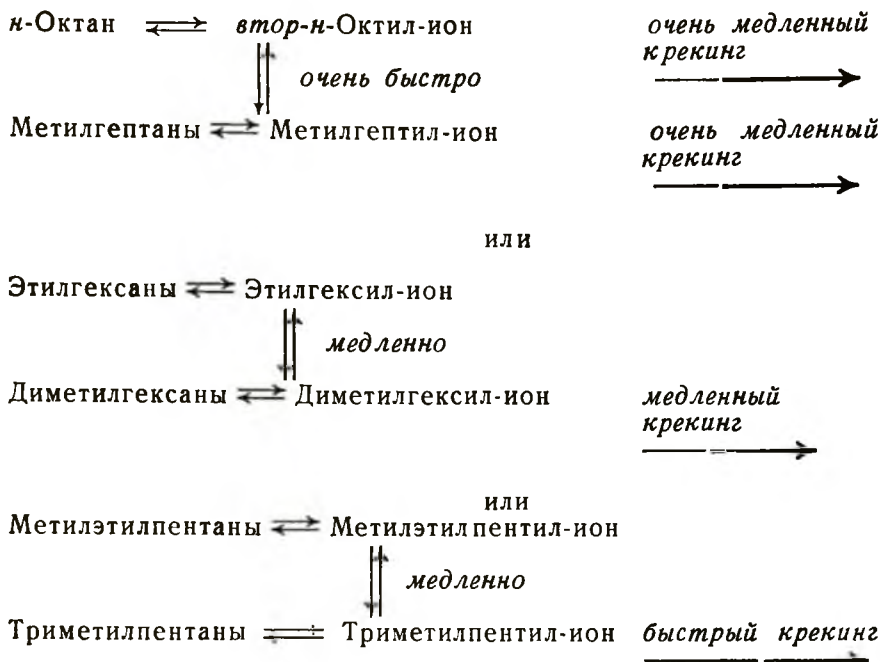 н-Октан втор-н-Октил-ион очень медленный
крекинг
очень быстро
Метилгептаны Метилгептил-ион очень медленный
крекинг
или
Этилгексаны Этилгексил-ион
медленно
Диметилгексаны Диметилгексил-ион медленный
крекинг
или
Метилэтилпентаны Метилэтилпентил-ион
медленно
Триметилпентаны Триметилпентил-ион быстрый крекинг